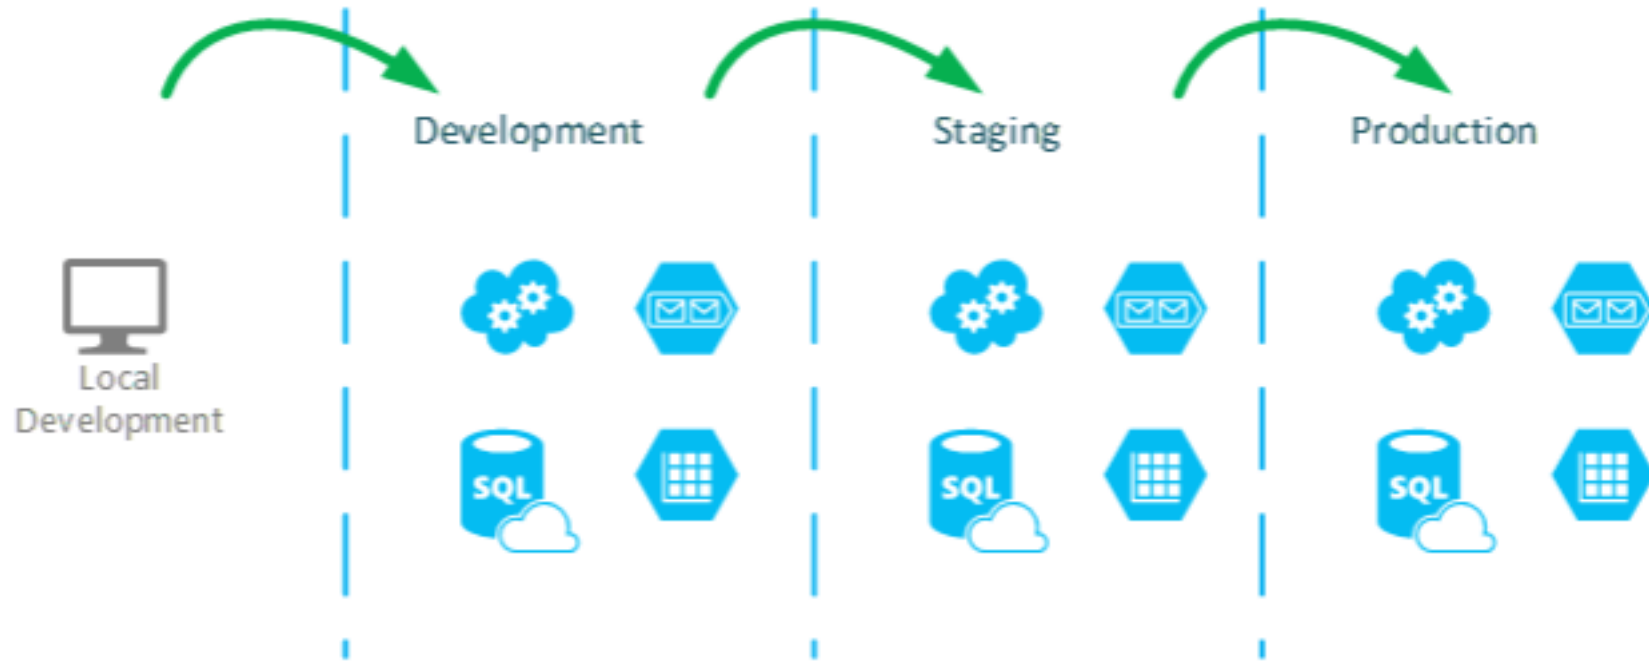 Development
Staging
Production
Local
Development
SQL
SQL
SQL